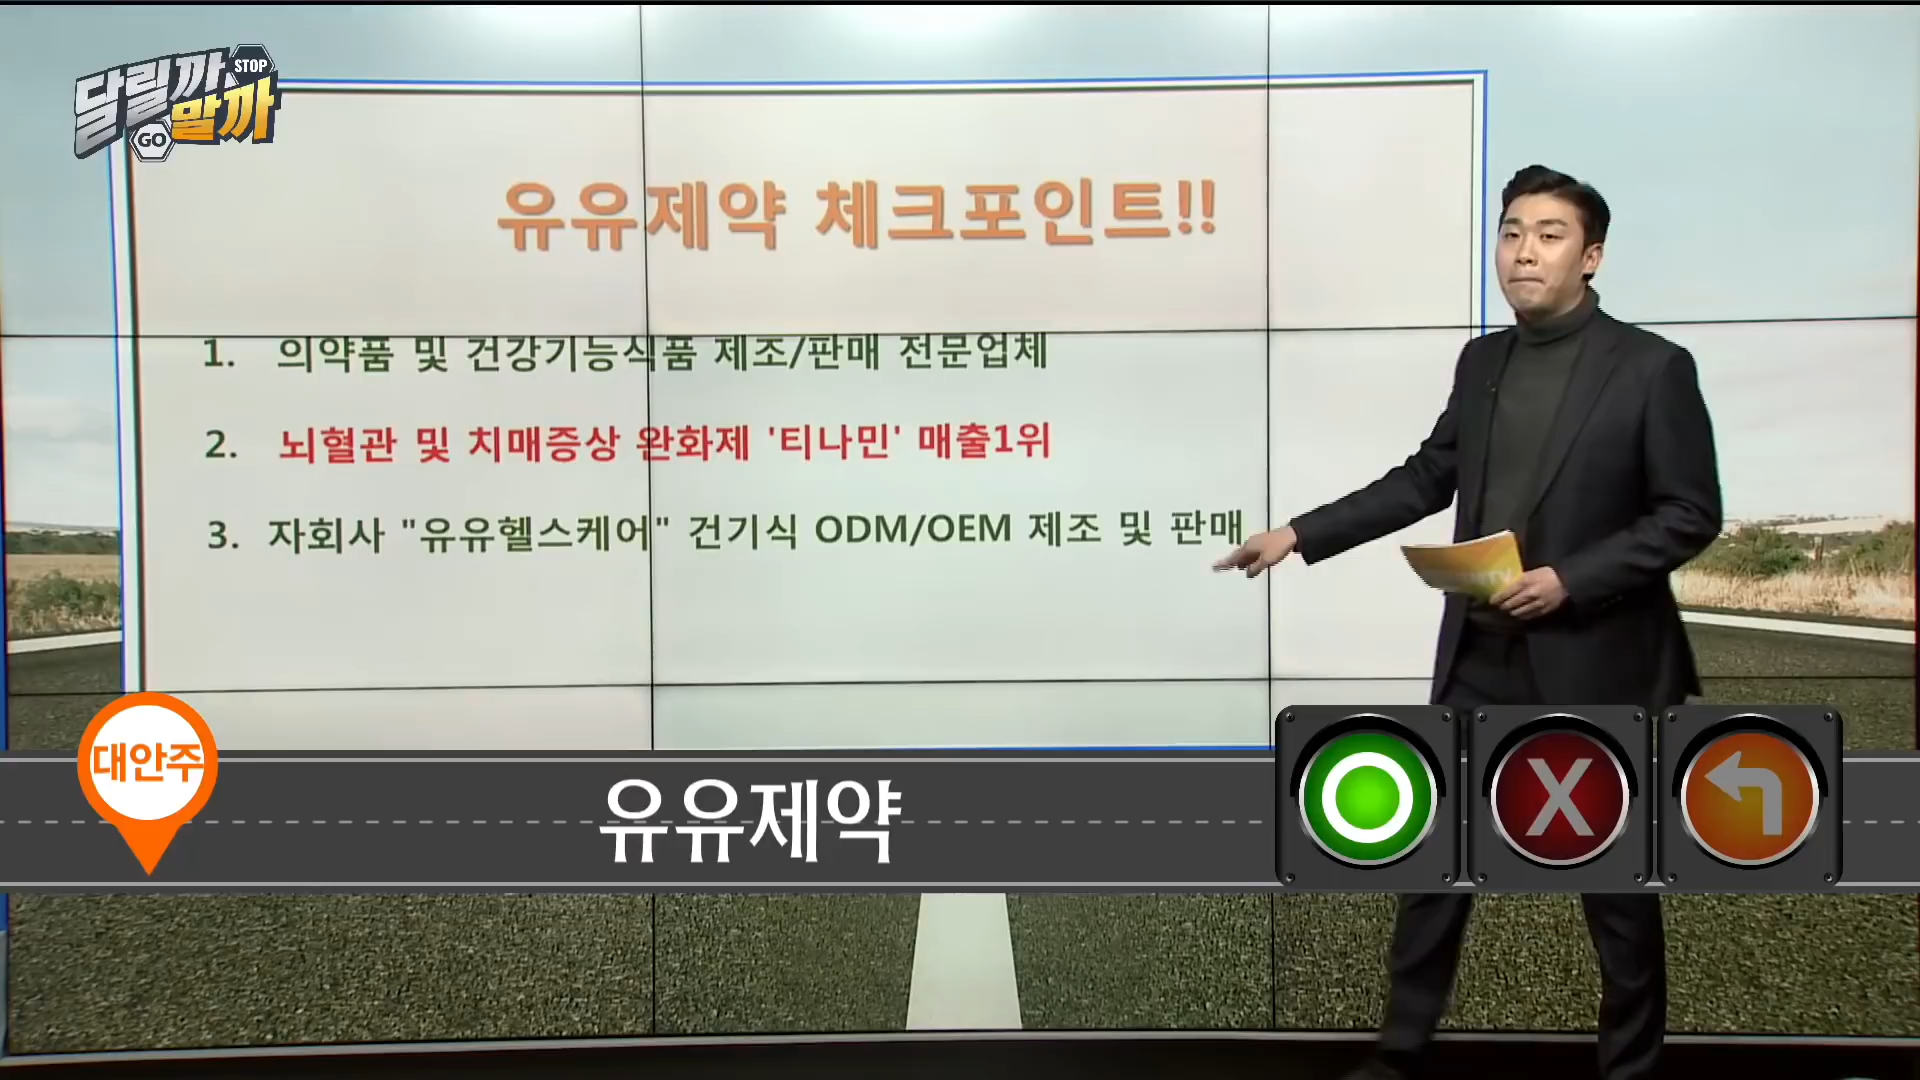 달릴까 STOP
GO 말까
유유제약 체크포인트!!
1. 의약품 및 건강기능식품 제조/판매 전문업체
2. 뇌혈관 및 치매증상 완화제 '티나민' 매출1위
3. 자회사 "유유헬스케어" 건기식 ODM/OEM 제조 및 판매
대안주
유유제약
X